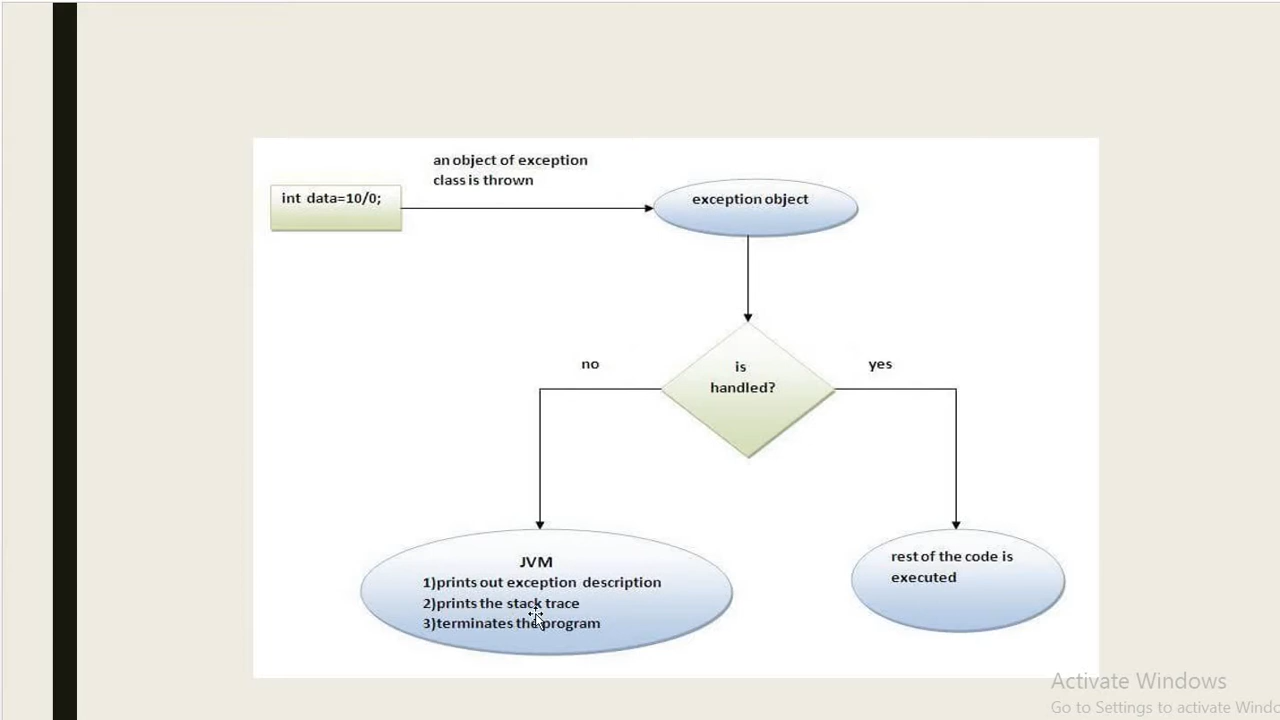 an object of exception
class is thrown
int data=10/0;
exception object
no
is
handled?
yes
JVM
1)prints out exception description
2)prints the stack trace
3)terminates the program
rest of the code is
executed
Activate Windows
Go to Settings to activate Windo